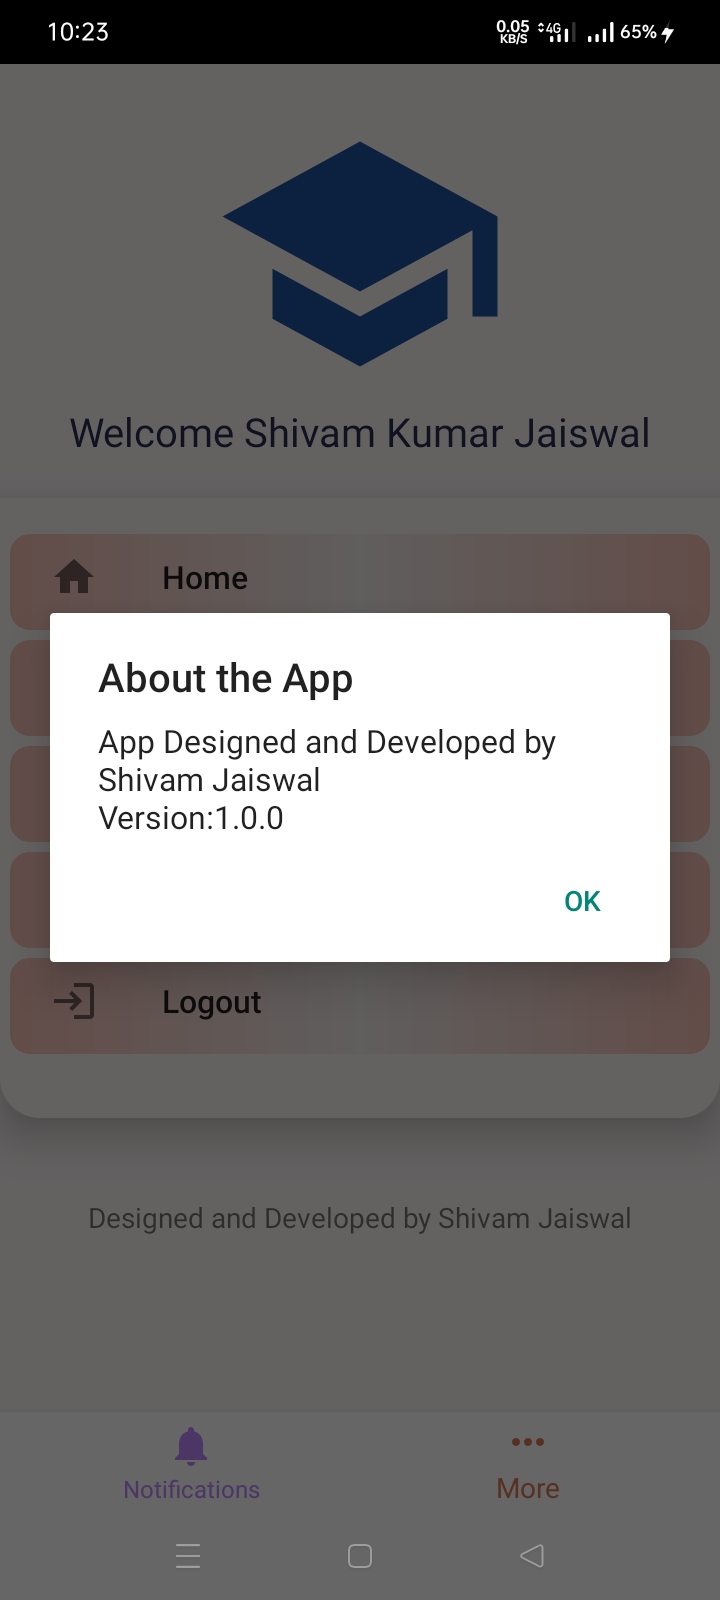 10:23
0.05 KB/S 4G 65%
Welcome Shivam Kumar Jaiswal
Home
About the App
App Designed and Developed by
Shivam Jaiswal
Version:1.0.0
OK
Logout
Designed and Developed by Shivam Jaiswal
Notifications
More